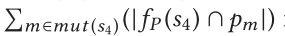 ∑m∈mut(s₄)(|fP(s₄) ∩ pm|)